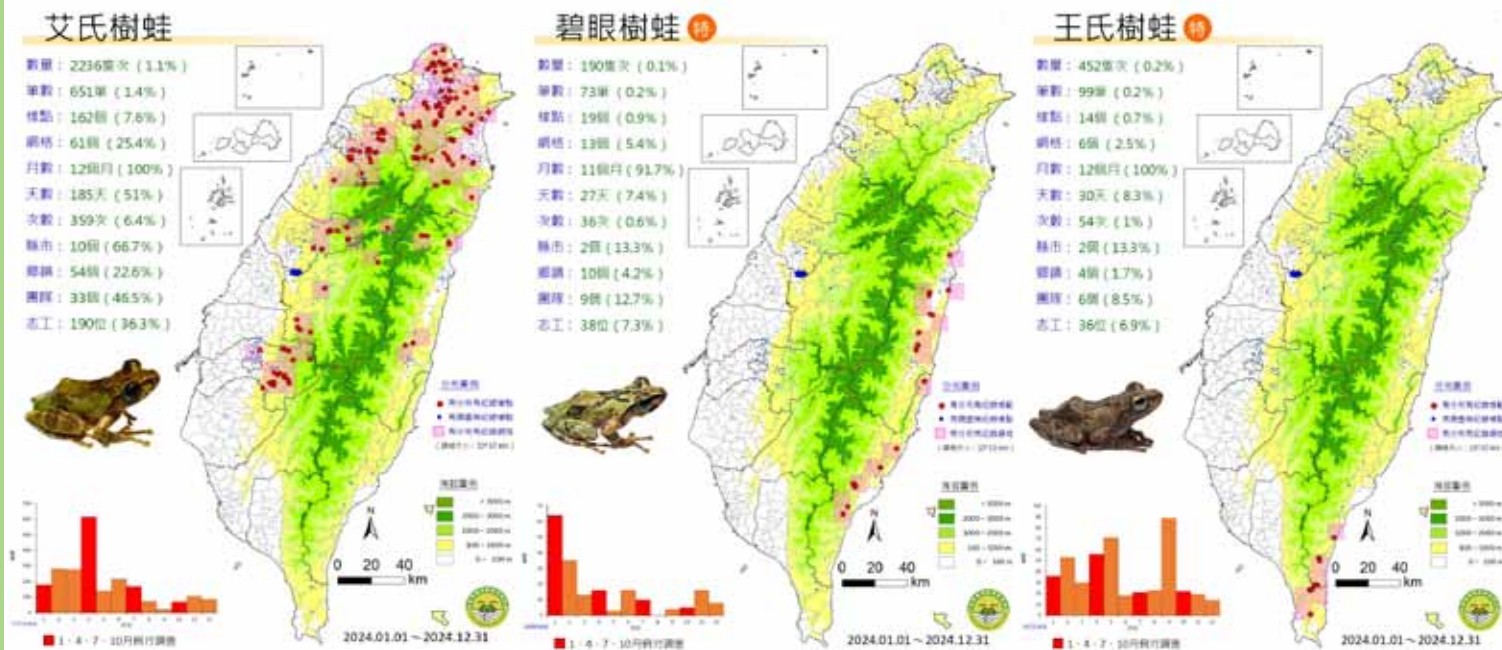 艾氏樹蛙
數量：2236隻次（1.1%）
筆數：651筆（1.4%）
樣點：162個（7.6%）
網格：61個（25.4%）
月數：12個月（100%）
天數：185天（51%）
次數：359次（6.4%）
縣市：10個（66.7%）
鄉鎮：54個（22.6%）
團隊：33個（46.5%）
志工：190位（36.3%）
N
0 20 40
km
1、4、7、10月例行調查
2024.01.01～2024.12.31
碧眼樹蛙 特
數量：190隻次（0.1%）
筆數：73筆（0.2%）
樣點：19個（0.9%）
網格：13個（5.4%）
月數：11個月（91.7%）
天數：27天（7.4%）
次數：36次（0.6%）
縣市：2個（13.3%）
鄉鎮：10個（4.2%）
團隊：9個（12.7%）
志工：38位（7.3%）
N
0 20 40
km
1、4、7、10月例行調查
2024.01.01～2024.12.31
王氏樹蛙 特
數量：452隻次（0.2%）
筆數：99筆（0.2%）
樣點：14個（0.7%）
網格：6個（2.5%）
月數：12個月（100%）
天數：30天（8.3%）
次數：54次（1%）
縣市：2個（13.3%）
鄉鎮：4個（1.7%）
團隊：6個（8.5%）
志工：36位（6.9%）
N
0 20 40
km
1、4、7、10月例行調查
2024.01.01～2024.12.31